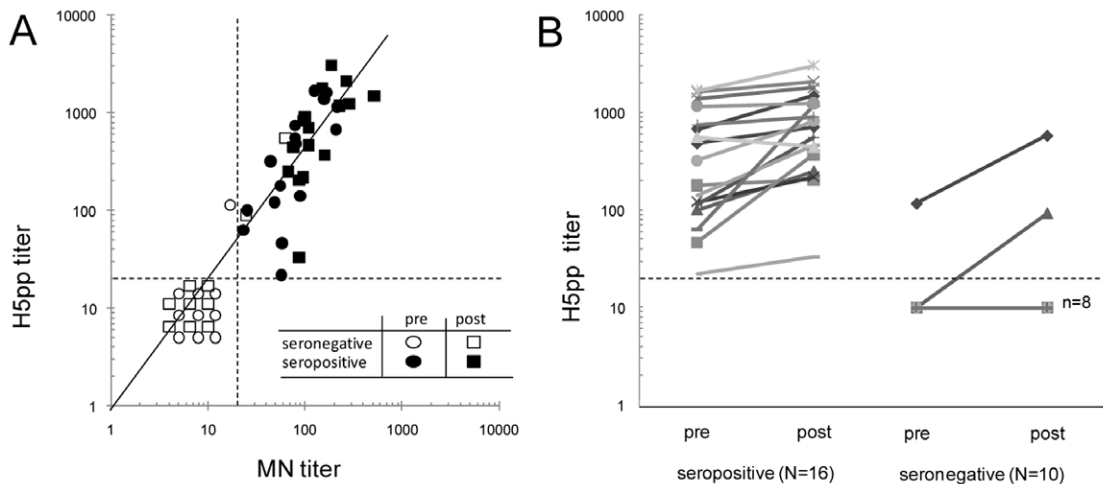 A
10000
1000
100
10
1
H5pp titer
1 10 100 1000 10000
MN titer
pre post
seronegative
seropositive
B
10000
1000
100
10
1
H5pp titer
n=8
pre post pre post
seropositive (N=16) seronegative (N=10)